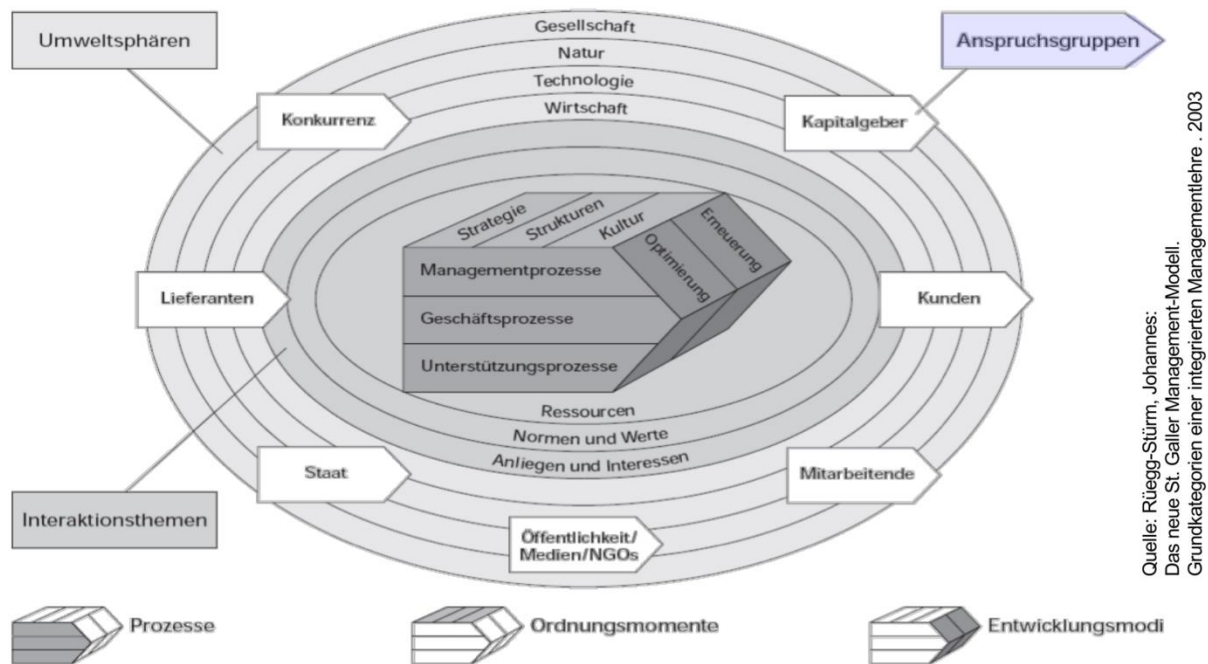 Umweltsphären
Anspruchsgruppen
Gesellschaft
Natur
Technologie
Wirtschaft
Konkurrenz
Kapitalgeber
Strategie
Strukturen
Kultur
Erneuerung
Optimierung
Managementprozesse
Geschäftsprozesse
Unterstützungsprozesse
Lieferanten
Kunden
Ressourcen
Normen und Werte
Anliegen und Interessen
Staat
Mitarbeitende
Interaktionsthemen
Öffentlichkeit/
Medien/NGOs
Prozesse
Ordnungsmomente
Entwicklungsmodi
Quelle: Rüegg-Stürm, Johannes:
Das neue St. Galler Management-Modell.
Grundkategorien einer integrierten Managementlehre . 2003